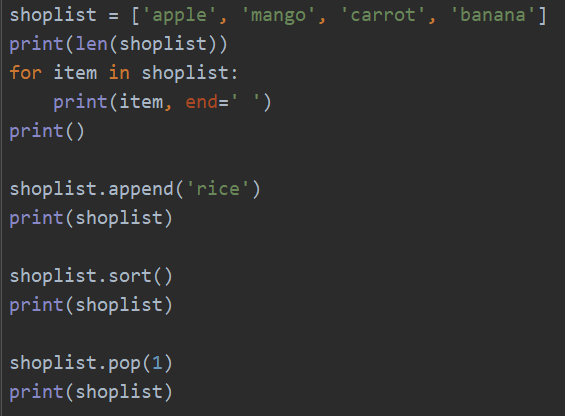 shoplist = ['apple', 'mango', 'carrot', 'banana']
print(len(shoplist))
for item in shoplist:
    print(item, end=' ')
print()

shoplist.append('rice')
print(shoplist)

shoplist.sort()
print(shoplist)

shoplist.pop(1)
print(shoplist)